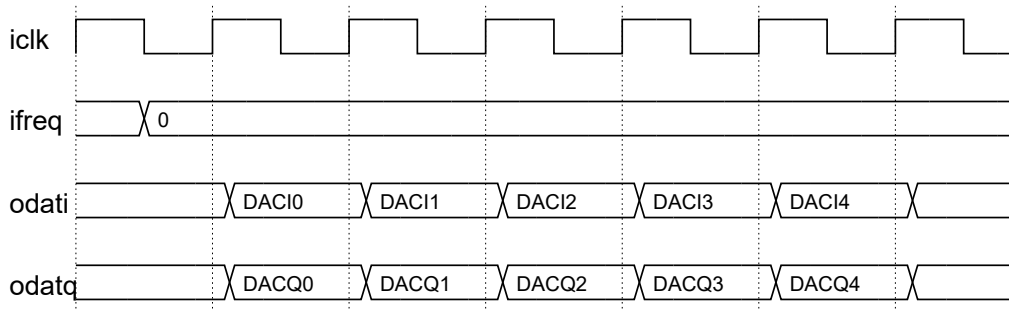 iclk
ifreq 0
odati DACI0 DACI1 DACI2 DACI3 DACI4
odatq DACQ0 DACQ1 DACQ2 DACQ3 DACQ4